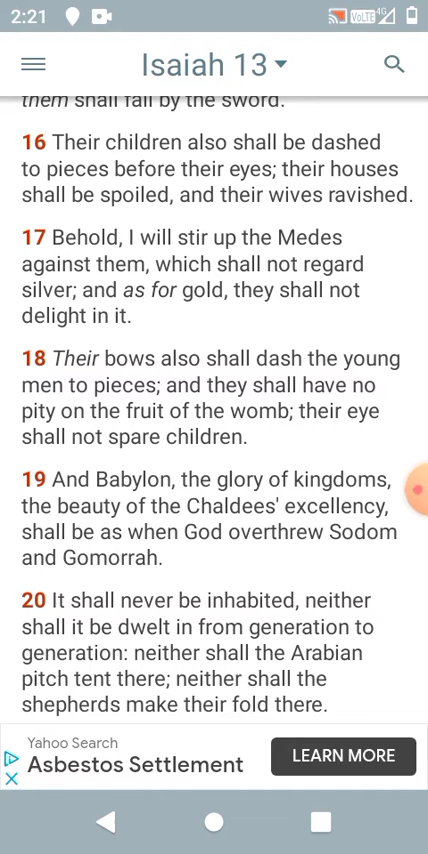 2:21
VoLTE 4G
Isaiah 13
them shall fall by the sword.
16 Their children also shall be dashed
to pieces before their eyes; their houses
shall be spoiled, and their wives ravished.
17 Behold, I will stir up the Medes
against them, which shall not regard
silver; and as for gold, they shall not
delight in it.
18 Their bows also shall dash the young
men to pieces; and they shall have no
pity on the fruit of the womb; their eye
shall not spare children.
19 And Babylon, the glory of kingdoms,
the beauty of the Chaldees' excellency,
shall be as when God overthrew Sodom
and Gomorrah.
20 It shall never be inhabited, neither
shall it be dwelt in from generation to
generation: neither shall the Arabian
pitch tent there; neither shall the
shepherds make their fold there.
Yahoo Search
Asbestos Settlement
LEARN MORE